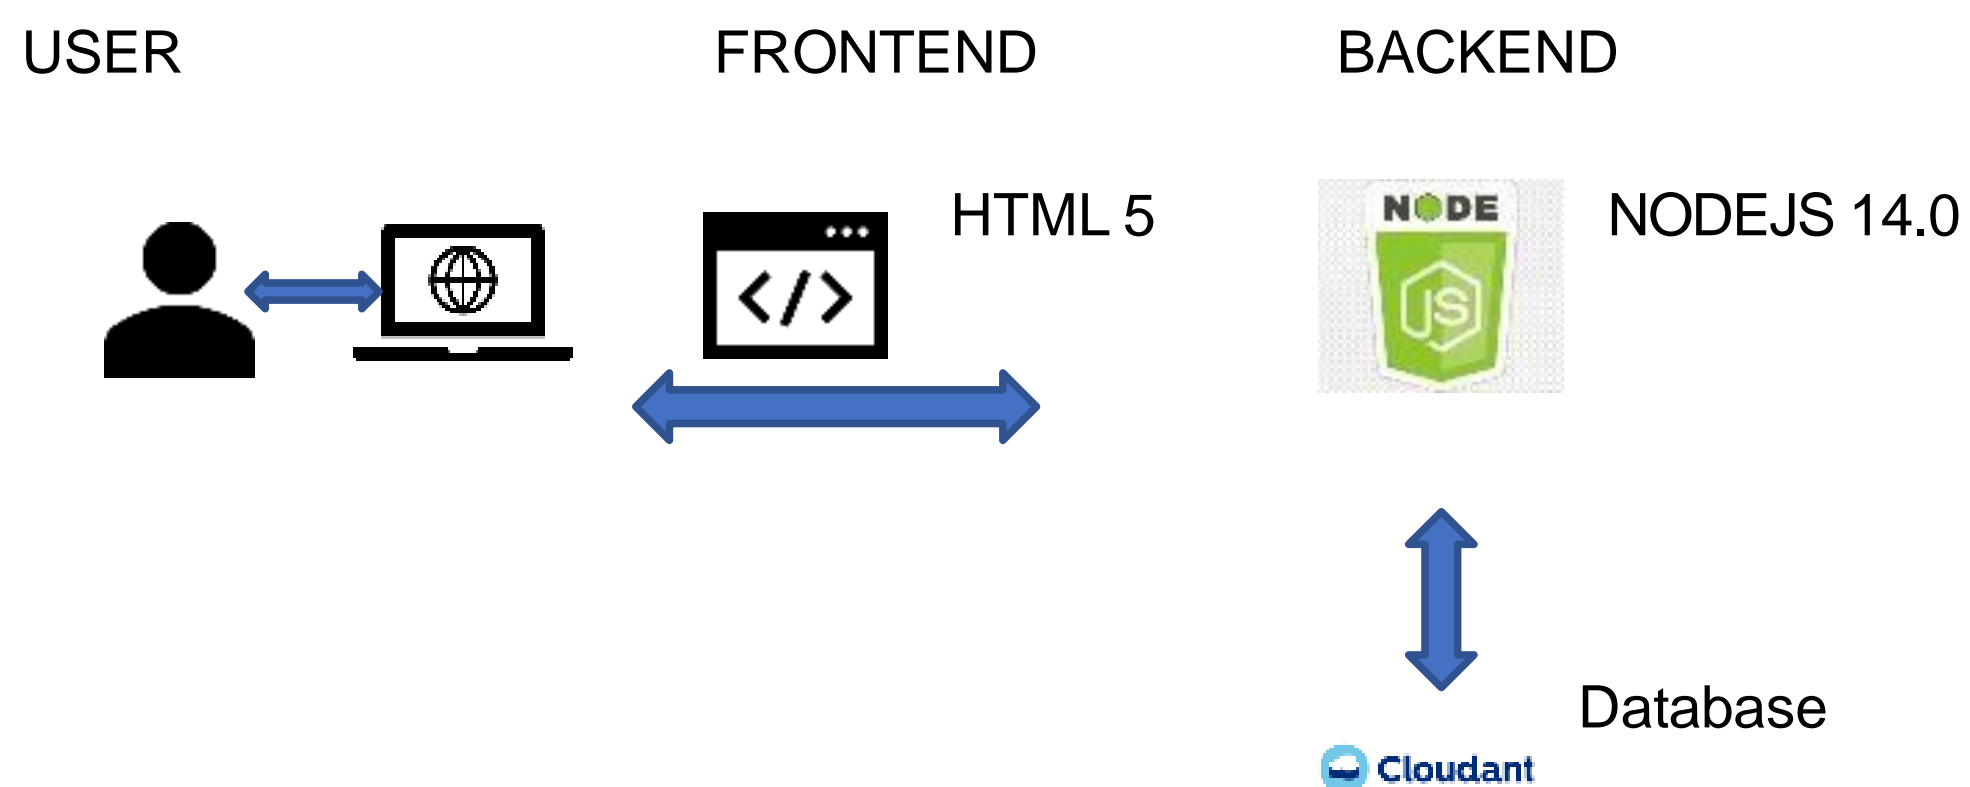 USER
FRONTEND
BACKEND
HTML 5
</>
NODE
JS
NODEJS 14.0
Database
Cloudant